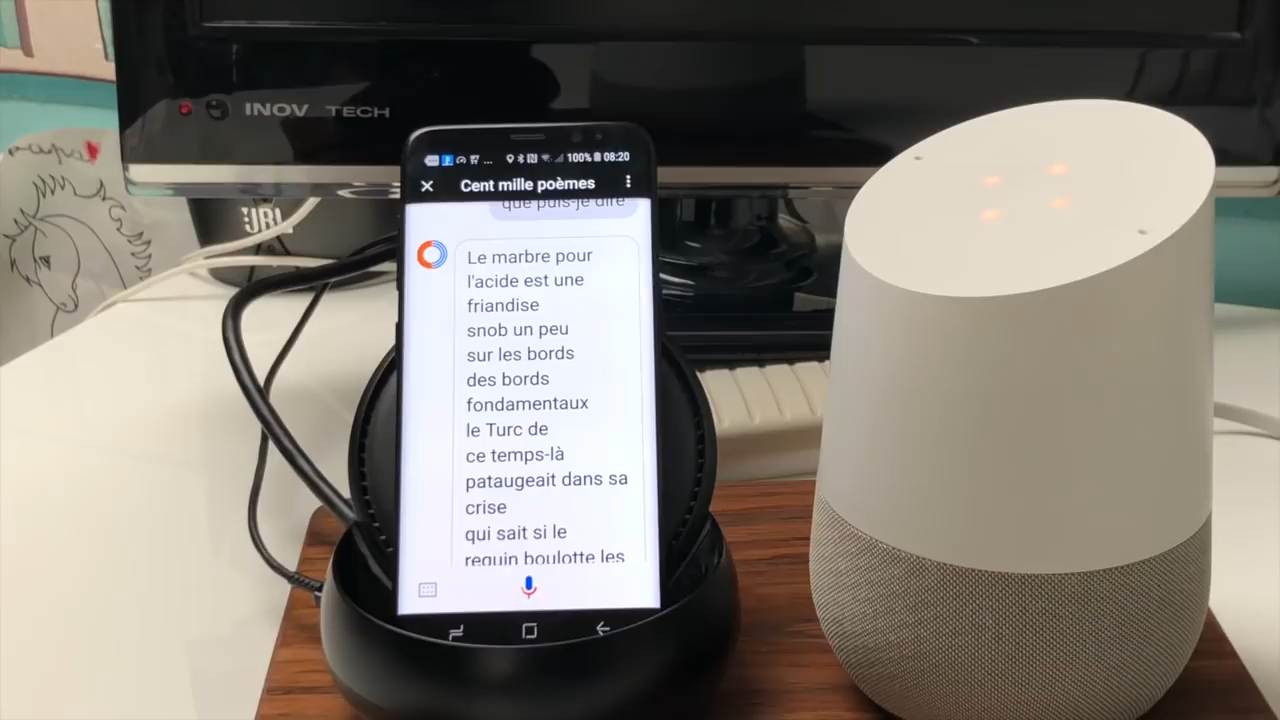 INOV TECH
papa
JBL
100% 08:20
Cent mille poèmes
que puis-je dire
Le marbre pour
l'acide est une
friandise
snob un peu
sur les bords
des bords
fondamentaux
le Turc de
ce temps-là
pataugeait dans sa
crise
qui sait si le
requin boulotte les